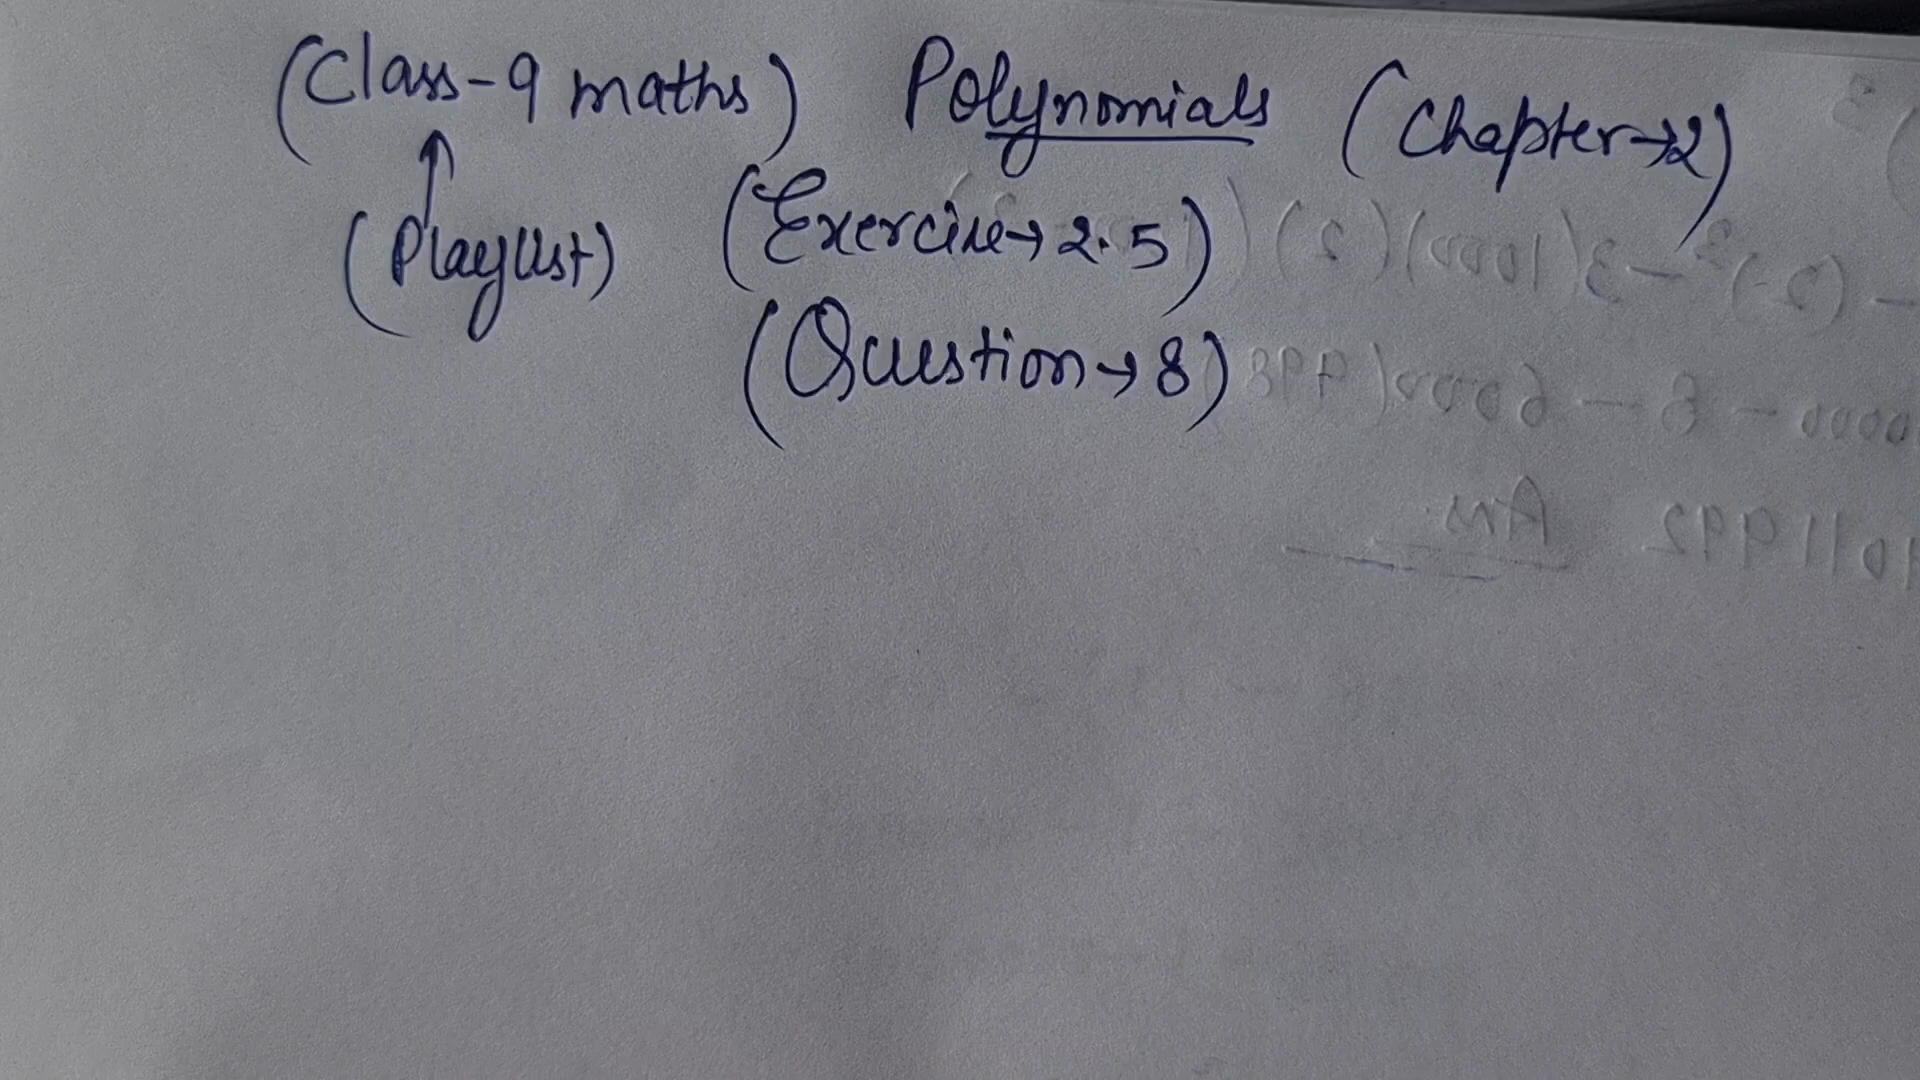 (Class-9 maths) Polynomials (Chapter→2)
(Playlist) (Exercise→2.5)
(Question→8)